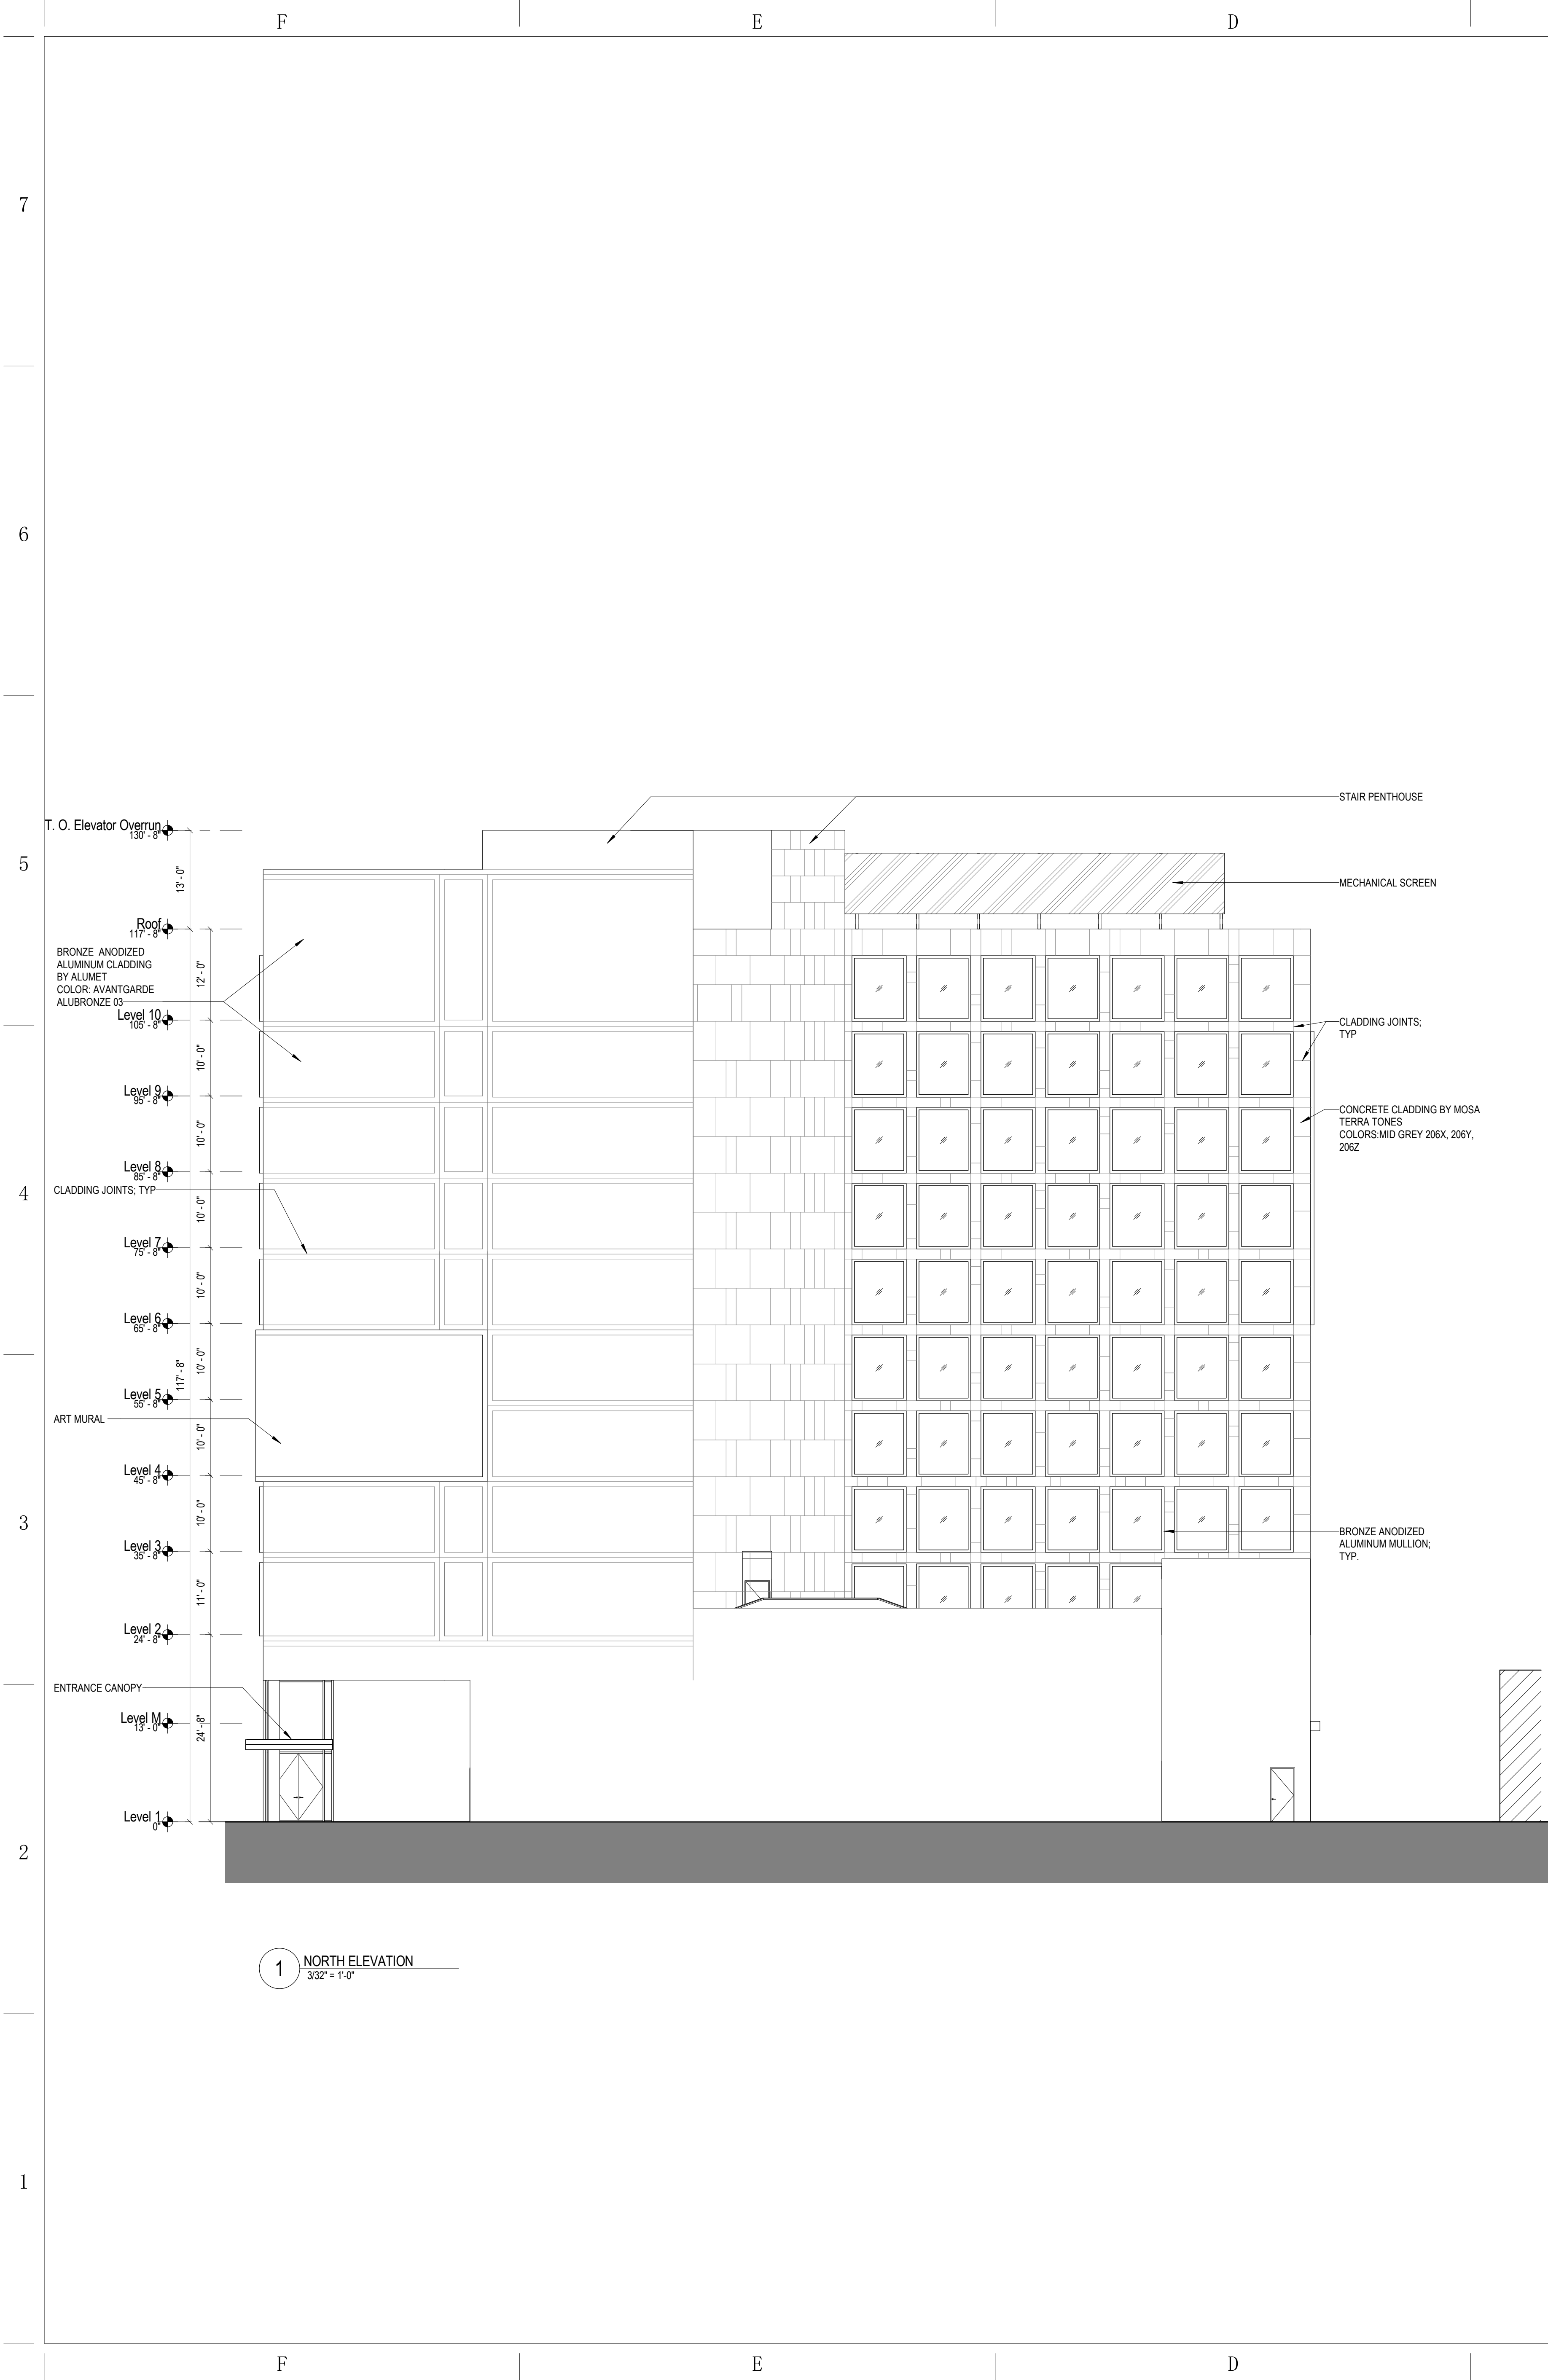 F E D
7
6
5
4
3
2
1
STAIR PENTHOUSE
T. O. Elevator Overrun
130' - 8"
13' - 0"
MECHANICAL SCREEN
Roof
117' - 8"
BRONZE ANODIZED
ALUMINUM CLADDING
BY ALUMET
COLOR: AVANTGARDE
ALUBRONZE 03
12' - 0"
Level 10
105' - 8"
CLADDING JOINTS;
TYP
10' - 0"
Level 9
95' - 8"
CONCRETE CLADDING BY MOSA
TERRA TONES
COLORS:MID GREY 206X, 206Y,
206Z
10' - 0"
Level 8
85' - 8"
CLADDING JOINTS; TYP
10' - 0"
Level 7
75' - 8"
10' - 0"
Level 6
65' - 8"
10' - 0"
117' - 8"
Level 5
55' - 8"
ART MURAL
10' - 0"
Level 4
45' - 8"
10' - 0"
BRONZE ANODIZED
ALUMINUM MULLION;
TYP.
Level 3
35' - 8"
11' - 0"
Level 2
24' - 8"
ENTRANCE CANOPY
Level M
13' - 0"
24' - 8"
Level 1
0"
1
NORTH ELEVATION
3/32" = 1'-0"
F E D